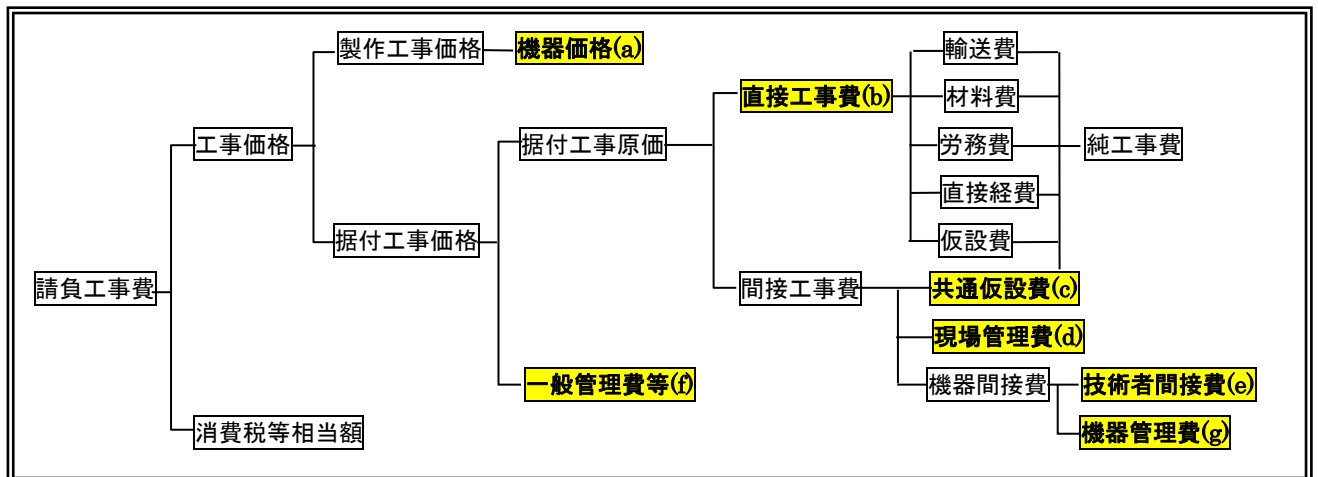 製作工事価格 機器価格(a) 輸送費
直接工事費(b) 材料費
工事価格 据付工事原価 労務費 純工事費
直接経費
据付工事価格 仮設費
請負工事費 間接工事費 共通仮設費(c)
現場管理費(d)
一般管理費等(f) 機器間接費 技術者間接費(e)
消費税等相当額 機器管理費(g)